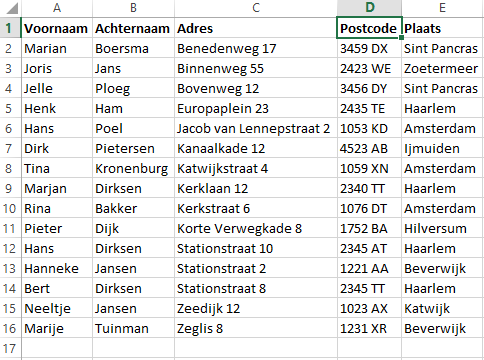 A B C D E
1 Voornaam Achternaam Adres Postcode Plaats
2 Marian Boersma Benedenweg 17 3459 DX Sint Pancras
3 Joris Jans Binnenweg 55 2423 WE Zoetermeer
4 Jelle Ploeg Bovenweg 12 3456 DY Sint Pancras
5 Henk Ham Europaplein 23 2435 TE Haarlem
6 Hans Poel Jacob van Lennepstraat 2 1053 KD Amsterdam
7 Dirk Pietersen Kanaalkade 12 4523 AB Ijmuiden
8 Tina Kronenburg Katwijkstraat 4 1059 XN Amsterdam
9 Marjan Dirksen Kerklaan 12 2340 TT Haarlem
10 Rina Bakker Kerkstraat 6 1076 DT Amsterdam
11 Pieter Dijk Korte Verwegkade 8 1752 BA Hilversum
12 Hans Dirksen Stationstraat 10 2345 AT Haarlem
13 Hanneke Jansen Stationstraat 2 1221 AA Beverwijk
14 Bert Dirksen Stationstraat 8 2345 TT Haarlem
15 Neeltje Jansen Zeedijk 12 1023 AX Katwijk
16 Marije Tuinman Zeglis 8 1231 XR Beverwijk
17